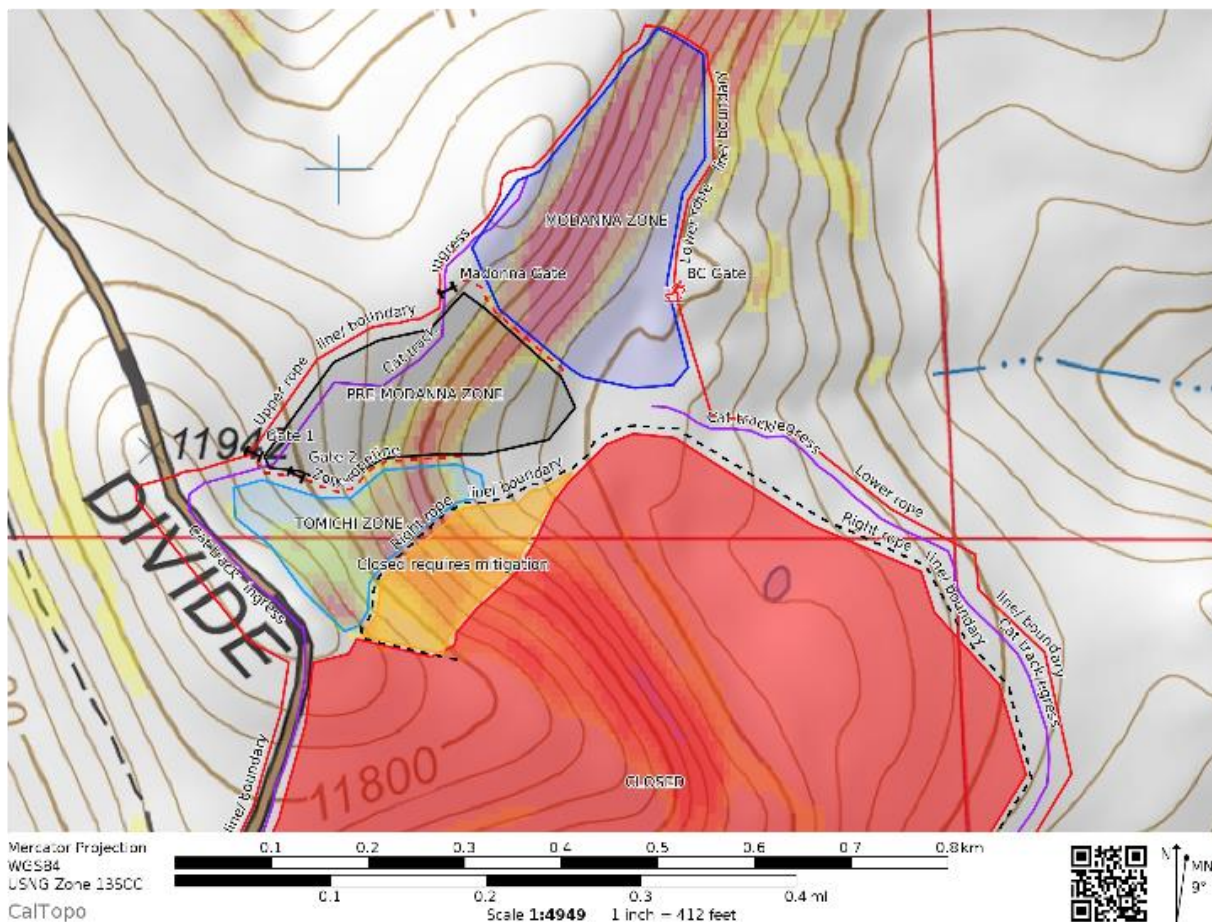 MODANNA ZONE
Lower rope line/ boundary
Ingress
Madonna Gate
BC Gate
Upper rope line/ boundary
Cat track
PRE MODANNA ZONE
Gate 1
1194
Gate 2
Cat track/egress
DIVIDE
TOMICHI ZONE
Right rope line/ boundary
Lower rope line/ boundary
Cat track - ingress
Closed requires mitigation
Right rope line/ boundary
Cat track/egress
line/ boundary
11800
CLOSED
Mercator Projection
WGS84
USNG Zone 13SCC
CalTopo
0.1 0.2 0.3 0.4 0.5 0.6 0.7 0.8 km
0.1 0.2 0.3 0.4 mi
Scale 1:4949 1 inch = 412 feet
N
MN
9°